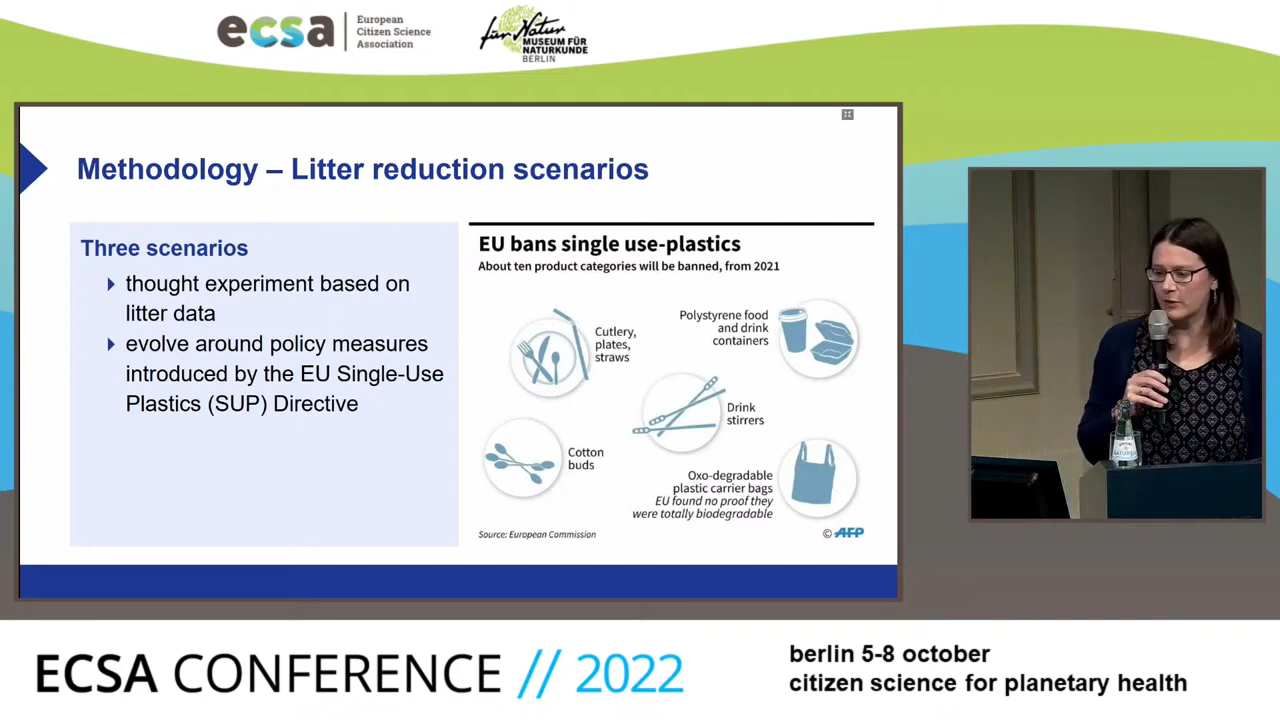 ecsa
European
Citizen Science
Association
für Natur
MUSEUM FÜR
NATURKUNDE
BERLIN
Methodology – Litter reduction scenarios
Three scenarios
thought experiment based on
litter data
evolve around policy measures
introduced by the EU Single-Use
Plastics (SUP) Directive
EU bans single use-plastics
About ten product categories will be banned, from 2021
Cutlery,
plates,
straws
Polystyrene food
and drink
containers
Drink
stirrers
Cotton
buds
Oxo-degradable
plastic carrier bags
EU found no proof they
were totally biodegradable
Source: European Commission
© AFP
ECSA CONFERENCE // 2022
berlin 5-8 october
citizen science for planetary health